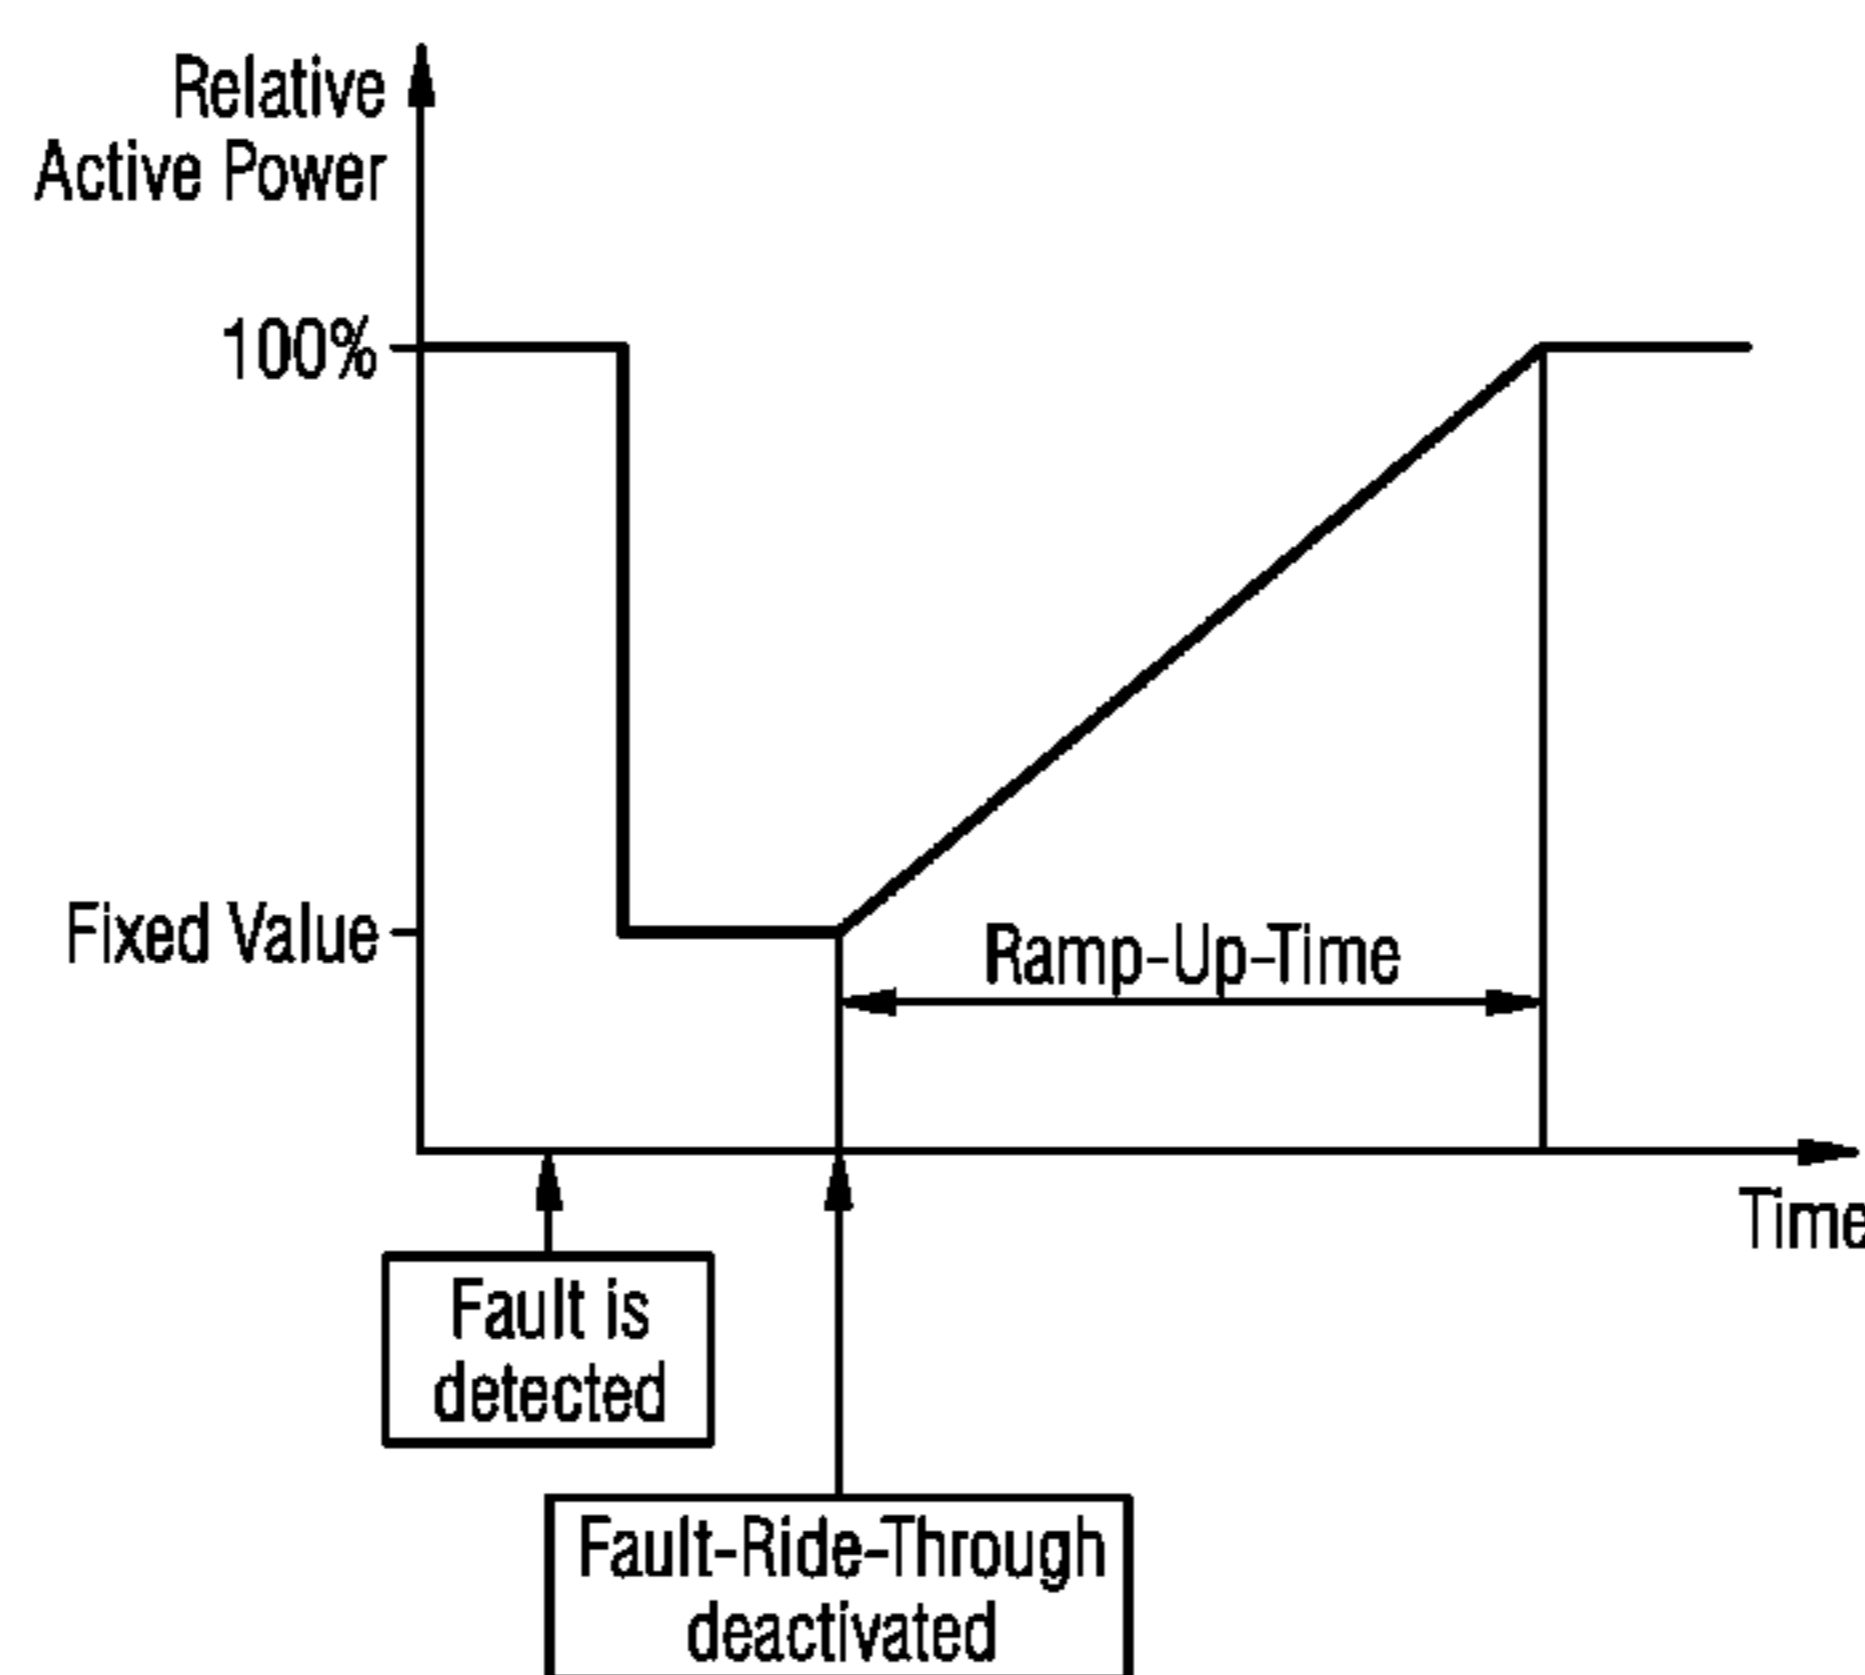 Relative
Active Power
100%
Fixed Value
Ramp-Up-Time
Time
Fault is
detected
Fault-Ride-Through
deactivated